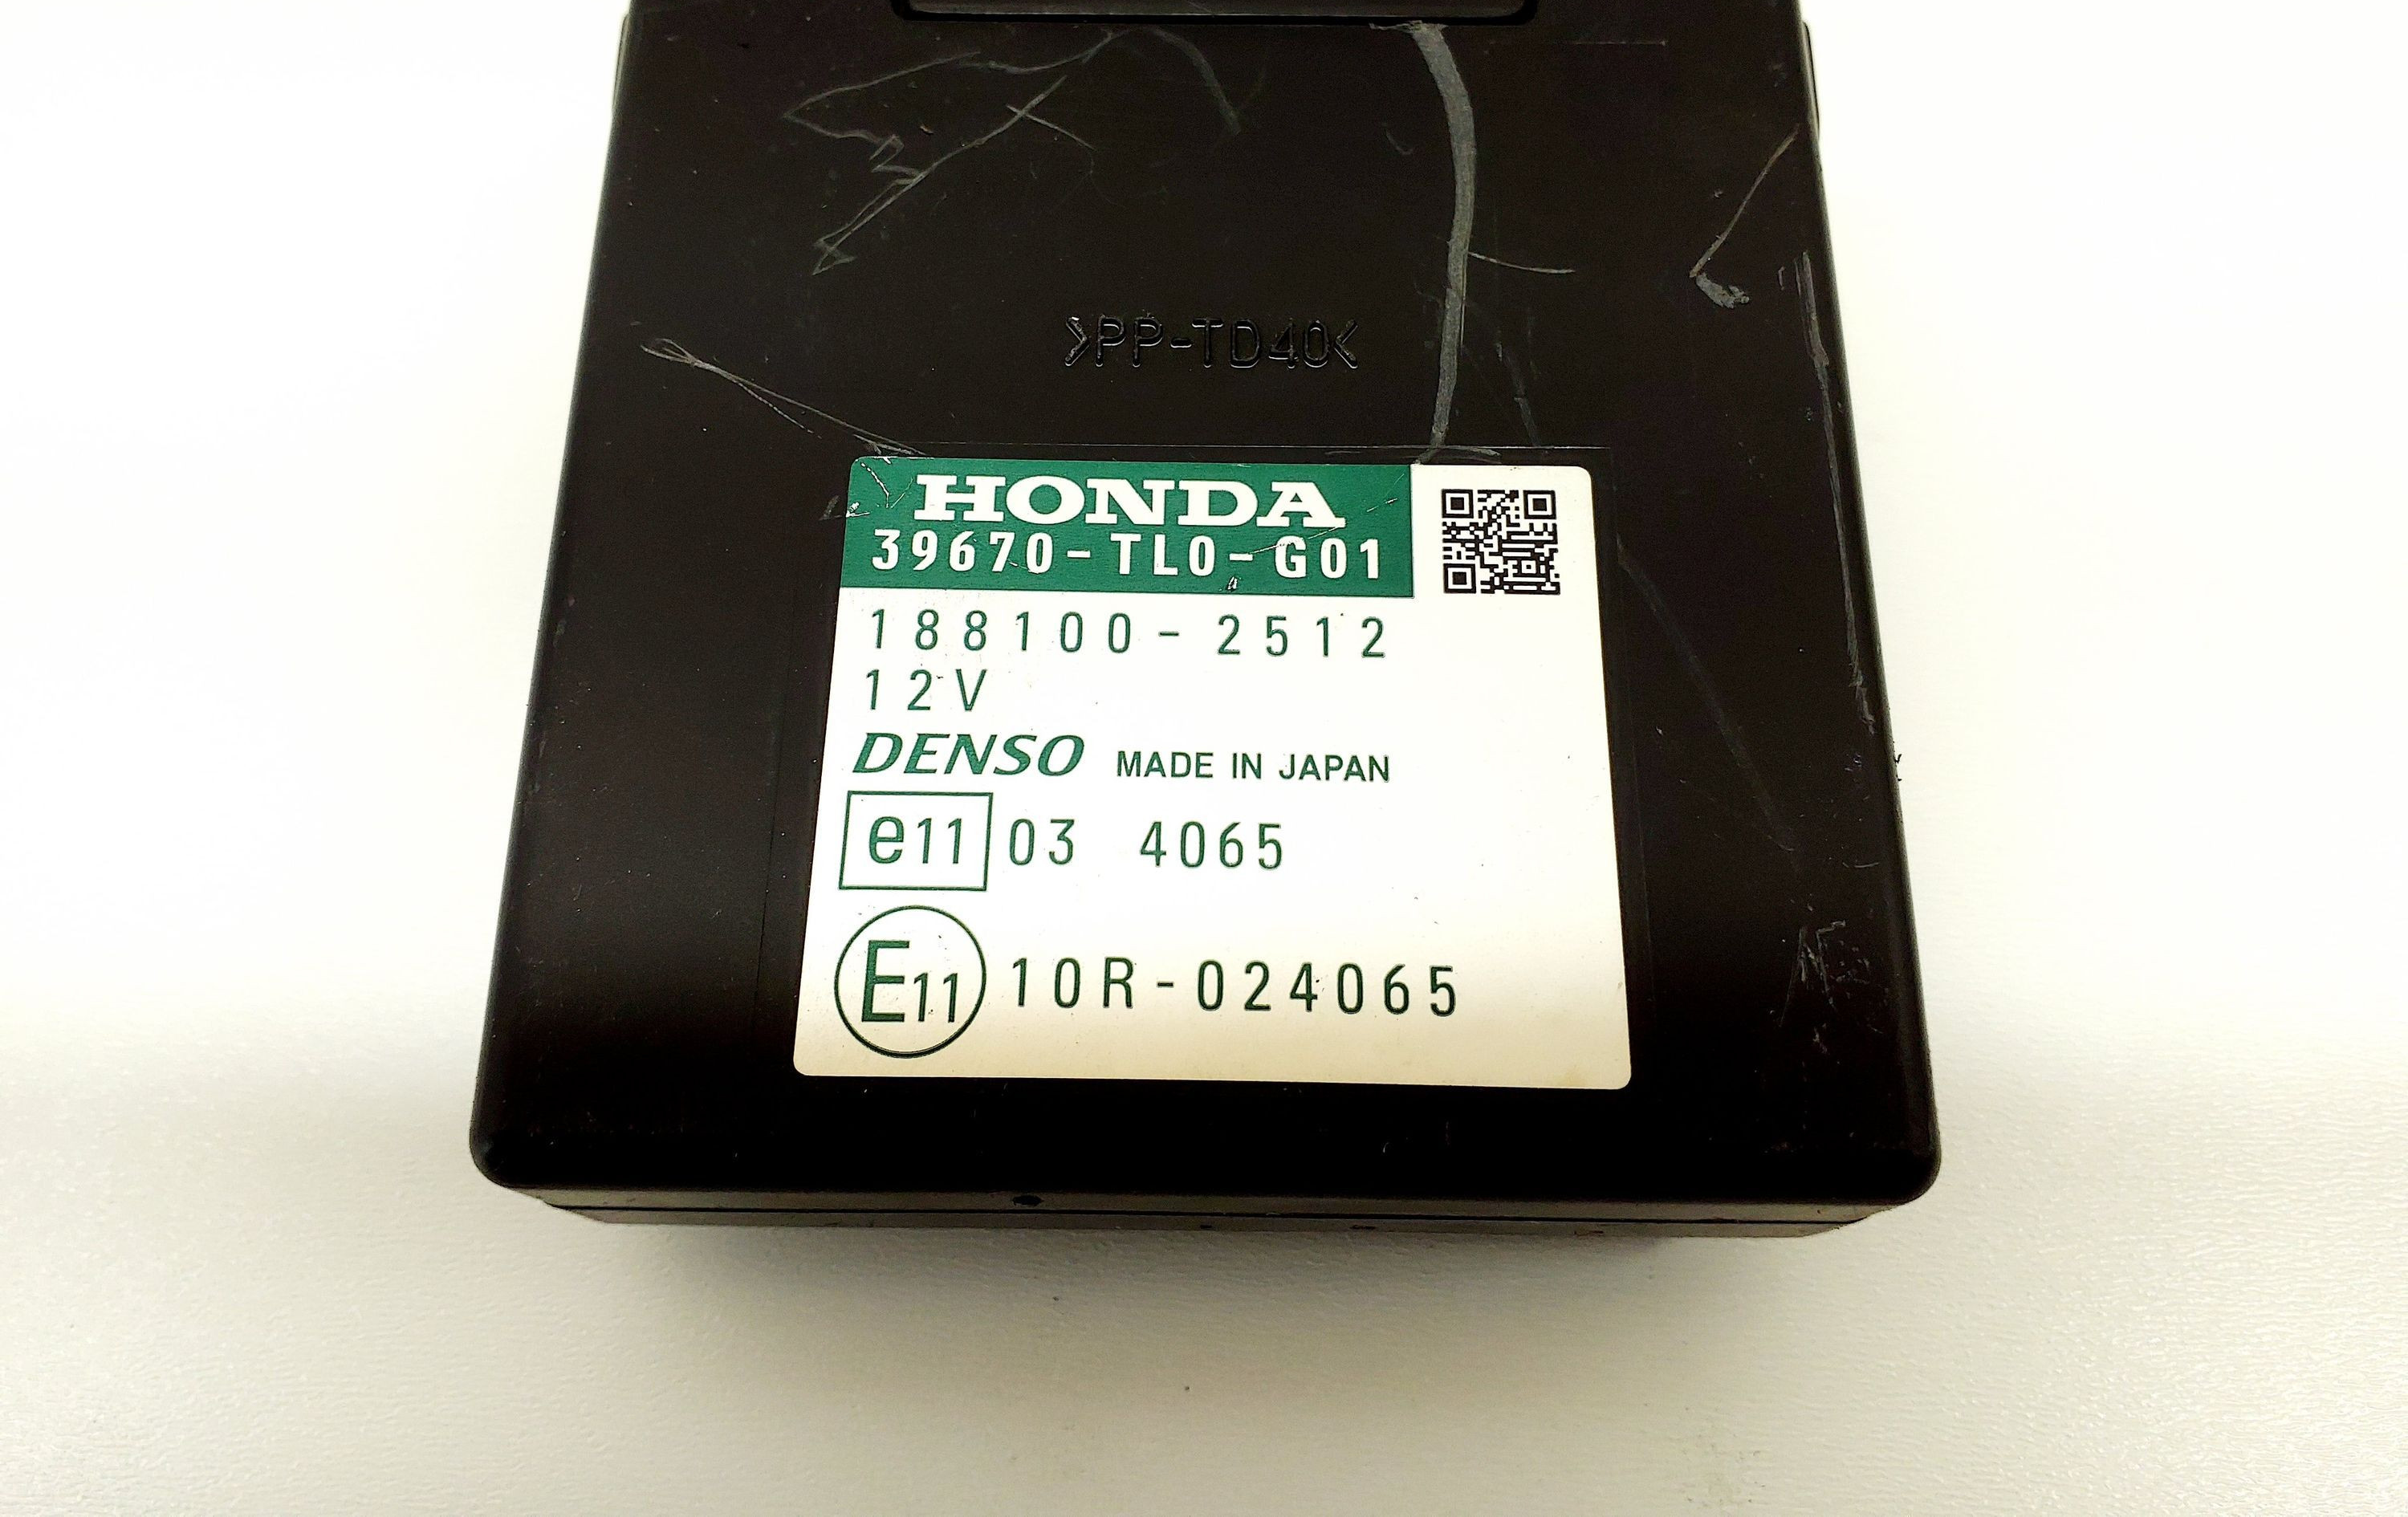 >PP-TD40<
HONDA
39670-TL0-G01
188100-2512
12V
DENSO MADE IN JAPAN
e11 03 4065
E11 10R-024065